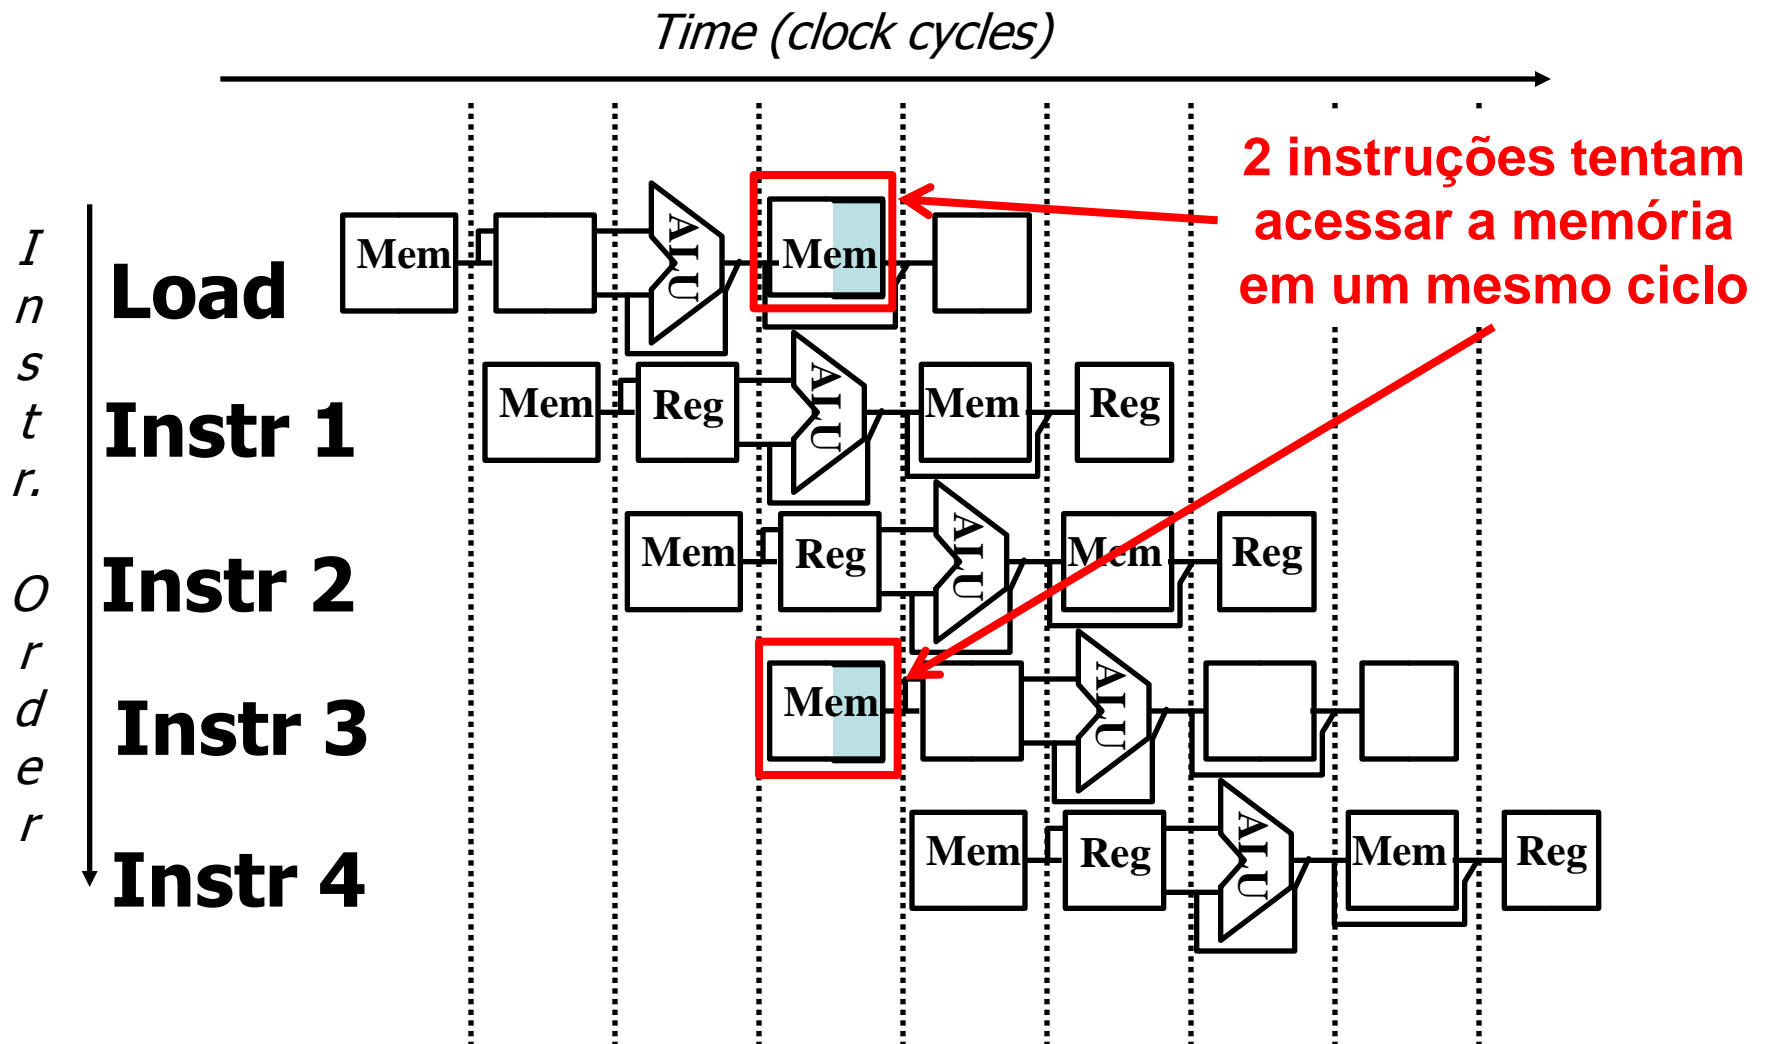 Time (clock cycles)
2 instruções tentam
acessar a memória
em um mesmo ciclo
Instr. Order
Load
Mem ALU Mem
Instr 1
Mem Reg ALU Mem Reg
Instr 2
Mem Reg ALU Mem Reg
Instr 3
Mem ALU
Instr 4
Mem Reg ALU Mem Reg